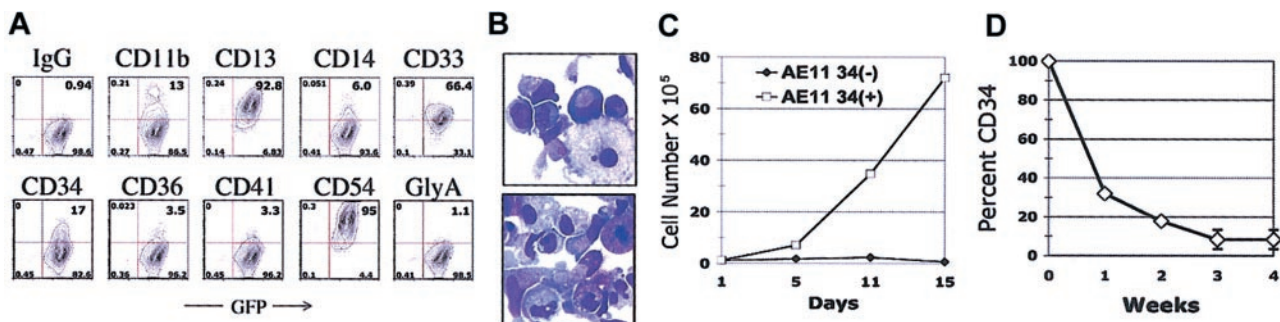 A
IgG
CD11b
CD13
CD14
CD33
0
0.94
0.47
98.6
0.21
13
0.27
86.5
0.24
92.8
0.14
6.83
0.051
6.0
0.41
93.6
0.39
66.4
0.1
33.1
CD34
CD36
CD41
CD54
GlyA
0
17
0.45
82.6
0.023
3.5
0.36
96.2
0
3.3
0.45
96.2
0.3
95
0.1
4.4
0
1.1
0.41
98.5
GFP
B
C
Cell Number X 10⁵
80
60
40
20
0
AE11 34(-)
AE11 34(+)
1
5
11
15
Days
D
Percent CD34
100
80
60
40
20
0
0
1
2
3
4
Weeks